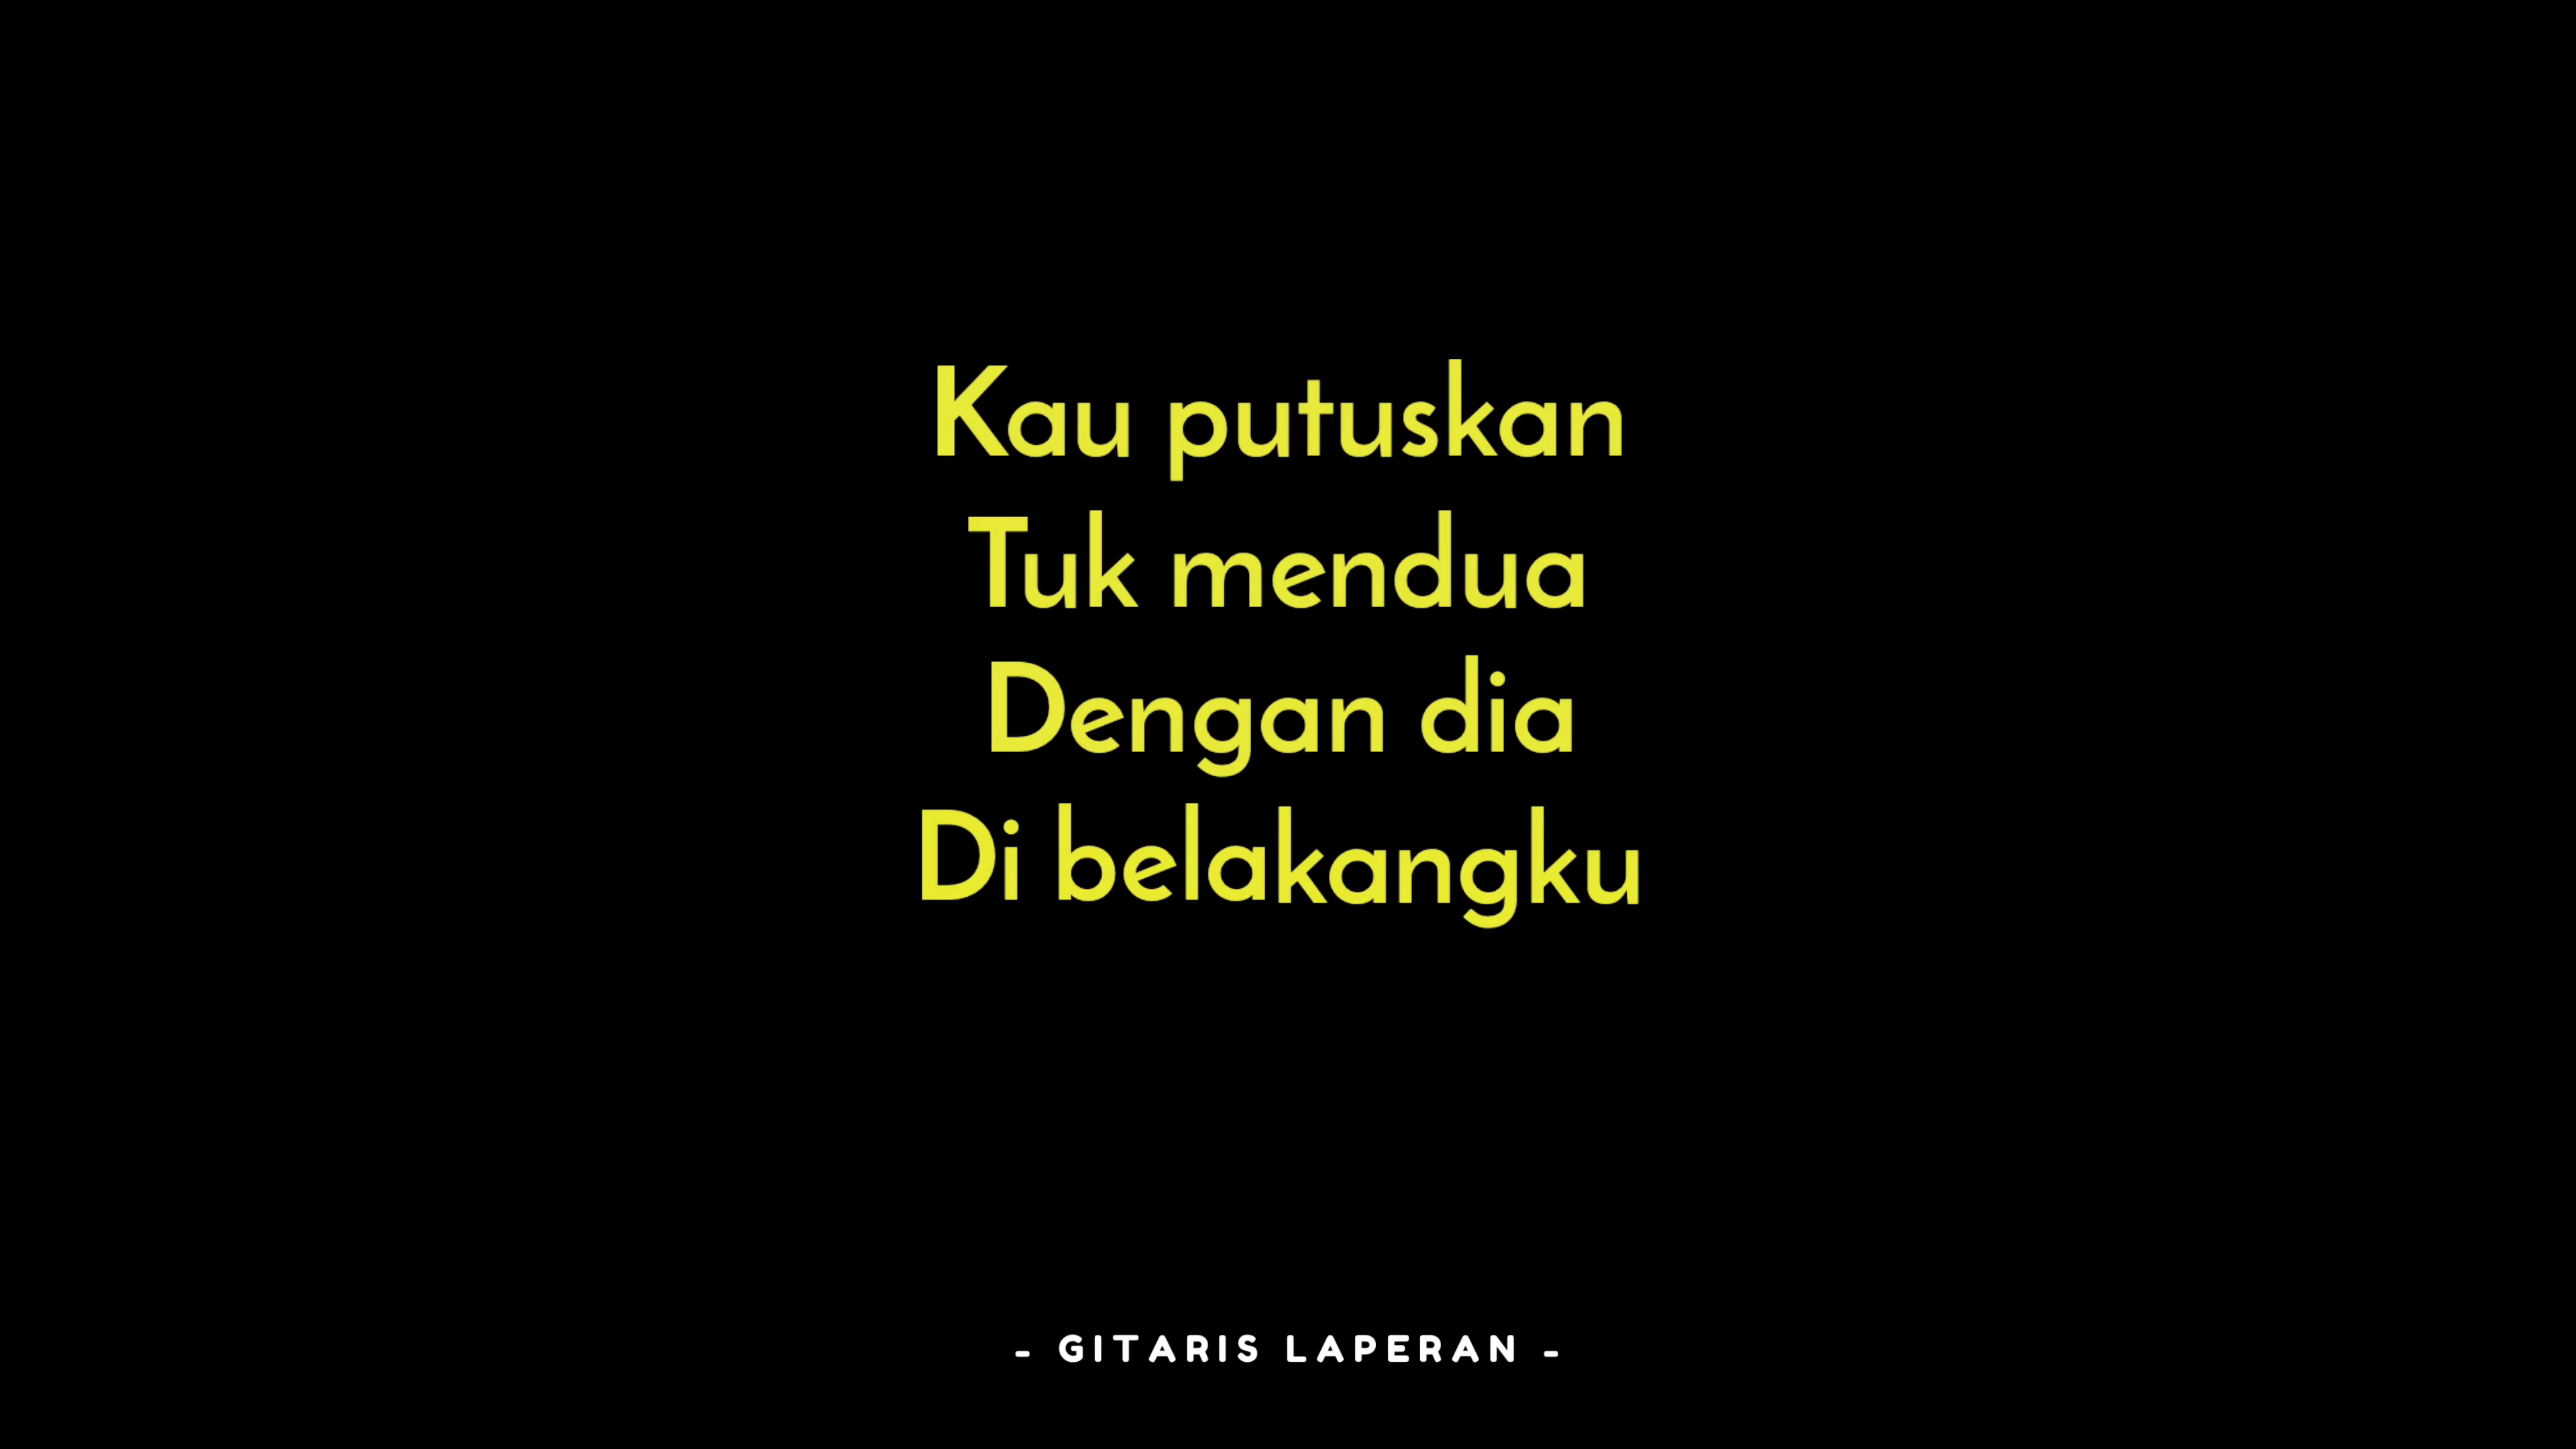 Kau putuskan
Tuk mendua
Dengan dia
Di belakangku
- GITARIS LAPERAN -